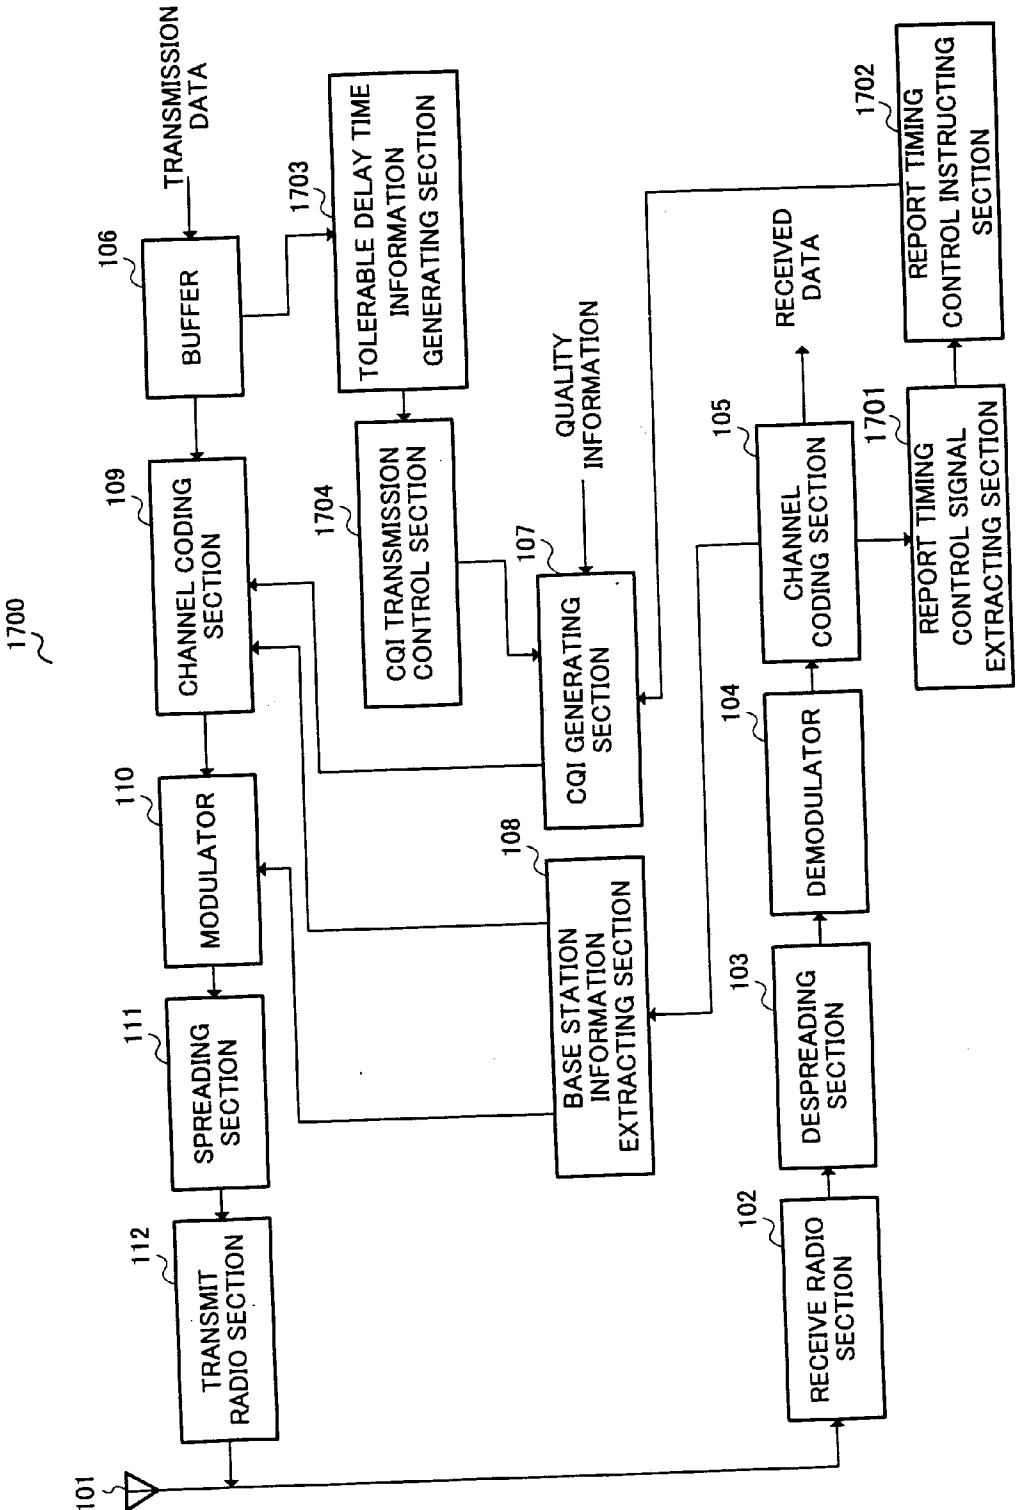 1700
101
112
TRANSMIT
RADIO SECTION
111
SPREADING
SECTION
110
MODULATOR
109
CHANNEL CODING
SECTION
106
BUFFER
TRANSMISSION
DATA
1704
CQI TRANSMISSION
CONTROL SECTION
1703
TOLERABLE DELAY TIME
INFORMATION
GENERATING SECTION
108
BASE STATION
INFORMATION
EXTRACTING SECTION
107
CQI GENERATING
SECTION
QUALITY
INFORMATION
102
RECEIVE RADIO
SECTION
103
DESPREADING
SECTION
104
DEMODULATOR
105
CHANNEL
CODING SECTION
RECEIVED
DATA
1701
REPORT TIMING
CONTROL SIGNAL
EXTRACTING SECTION
1702
REPORT TIMING
CONTROL INSTRUCTING
SECTION